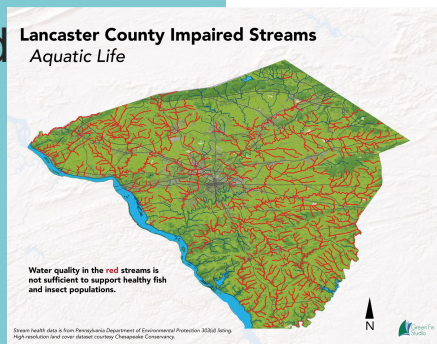 Lancaster County Impaired Streams
Aquatic Life
Water quality in the red streams is
not sufficient to support healthy fish
and insect populations.
N
Stream health data is from Pennsylvania Department of Environmental Protection 303(d) listing.
High-resolution land cover dataset courtesy Chesapeake Conservancy.
GreenFin
Studio